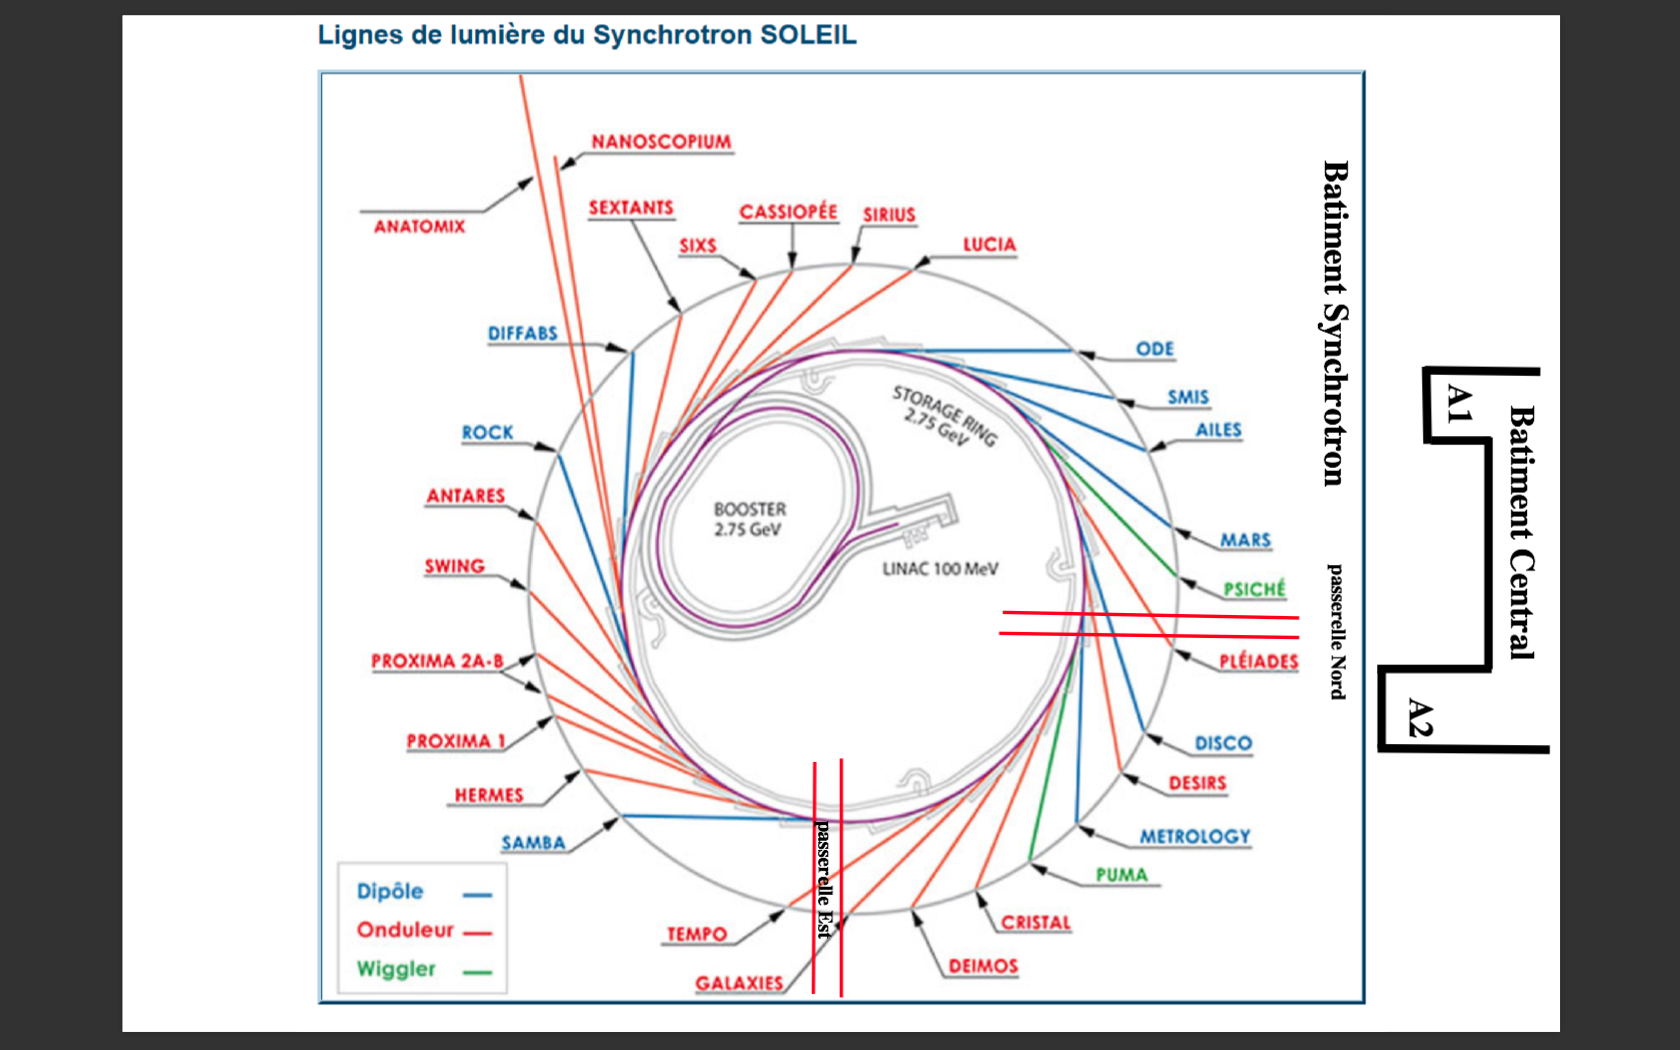 Lignes de lumière du Synchrotron SOLEIL
NANOSCOPIUM
ANATOMIX
SEXTANTS
CASSIOPÉE
SIRIUS
SIXS
LUCIA
DIFFABS
ODE
SMIS
AILES
ROCK
ANTARES
SWING
PROXIMA 2A-B
PROXIMA 1
HERMES
SAMBA
STORAGE RING
2.75 GeV
BOOSTER
2.75 GeV
LINAC 100 MeV
MARS
PSICHÉ
PLÉIADES
DISCO
DESIRS
METROLOGY
PUMA
CRISTAL
DEIMOS
TEMPO
GALAXIES
passerelle Est
passerelle Nord
Batiment Synchrotron
A1
Batiment Central
A2
Dipôle
Onduleur
Wiggler